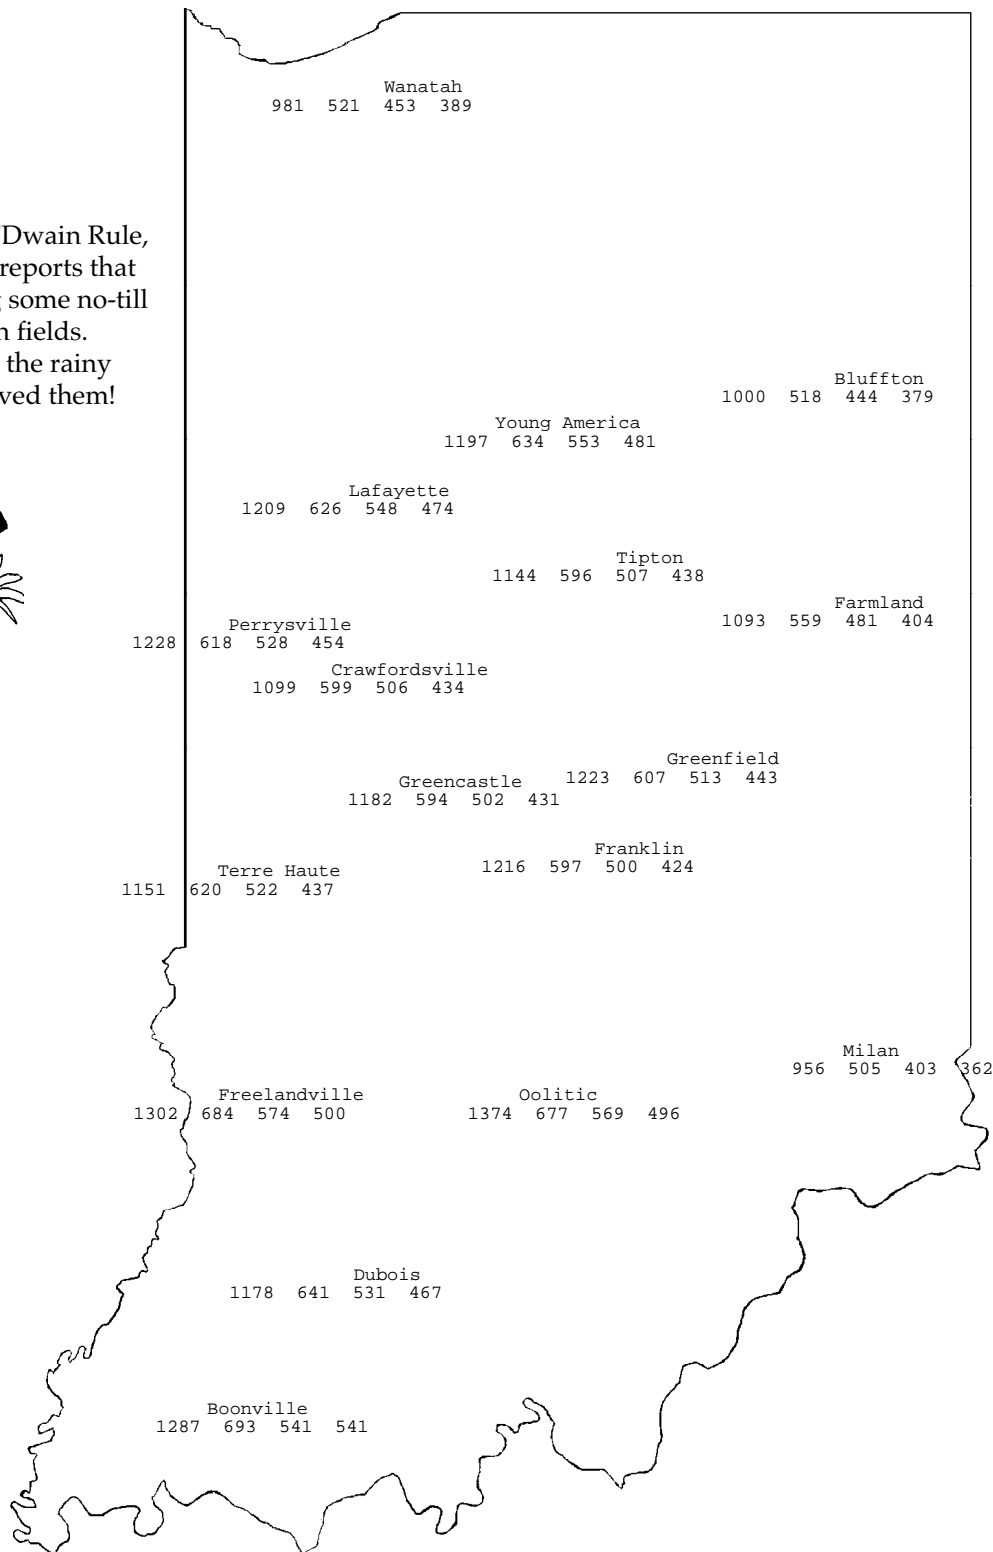 Wanatah
981 521 453 389
Dwain Rule,
reports that
some no-till
fields.
the rainy
them!
Bluffton
1000 518 444 379
Young America
1197 634 553 481
Lafayette
1209 626 548 474
Tipton
1144 596 507 438
Farmland
1093 559 481 404
Perrysville
1228 618 528 454
Crawfordsville
1099 599 506 434
Greenfield
1223 607 513 443
Greencastle
1182 594 502 431
Franklin
1216 597 500 424
Terre Haute
1151 620 522 437
Milan
956 505 403 362
Freelandville
1302 684 574 500
Oolitic
1374 677 569 496
Dubois
1178 641 531 467
Boonville
1287 693 541 541